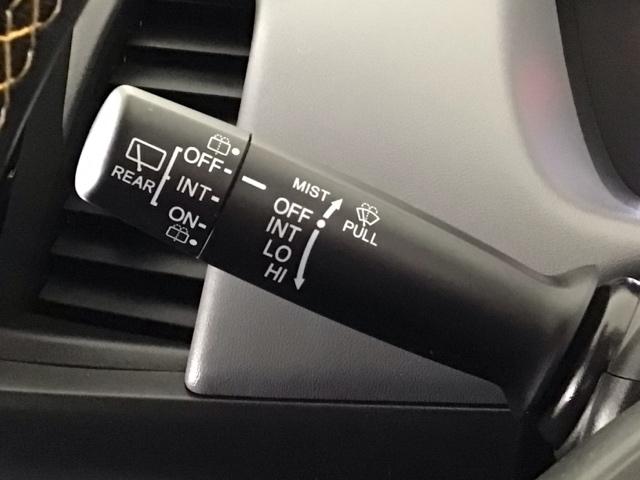 OFF
INT
REAR
ON
MIST
OFF
INT
LO
HI
PULL